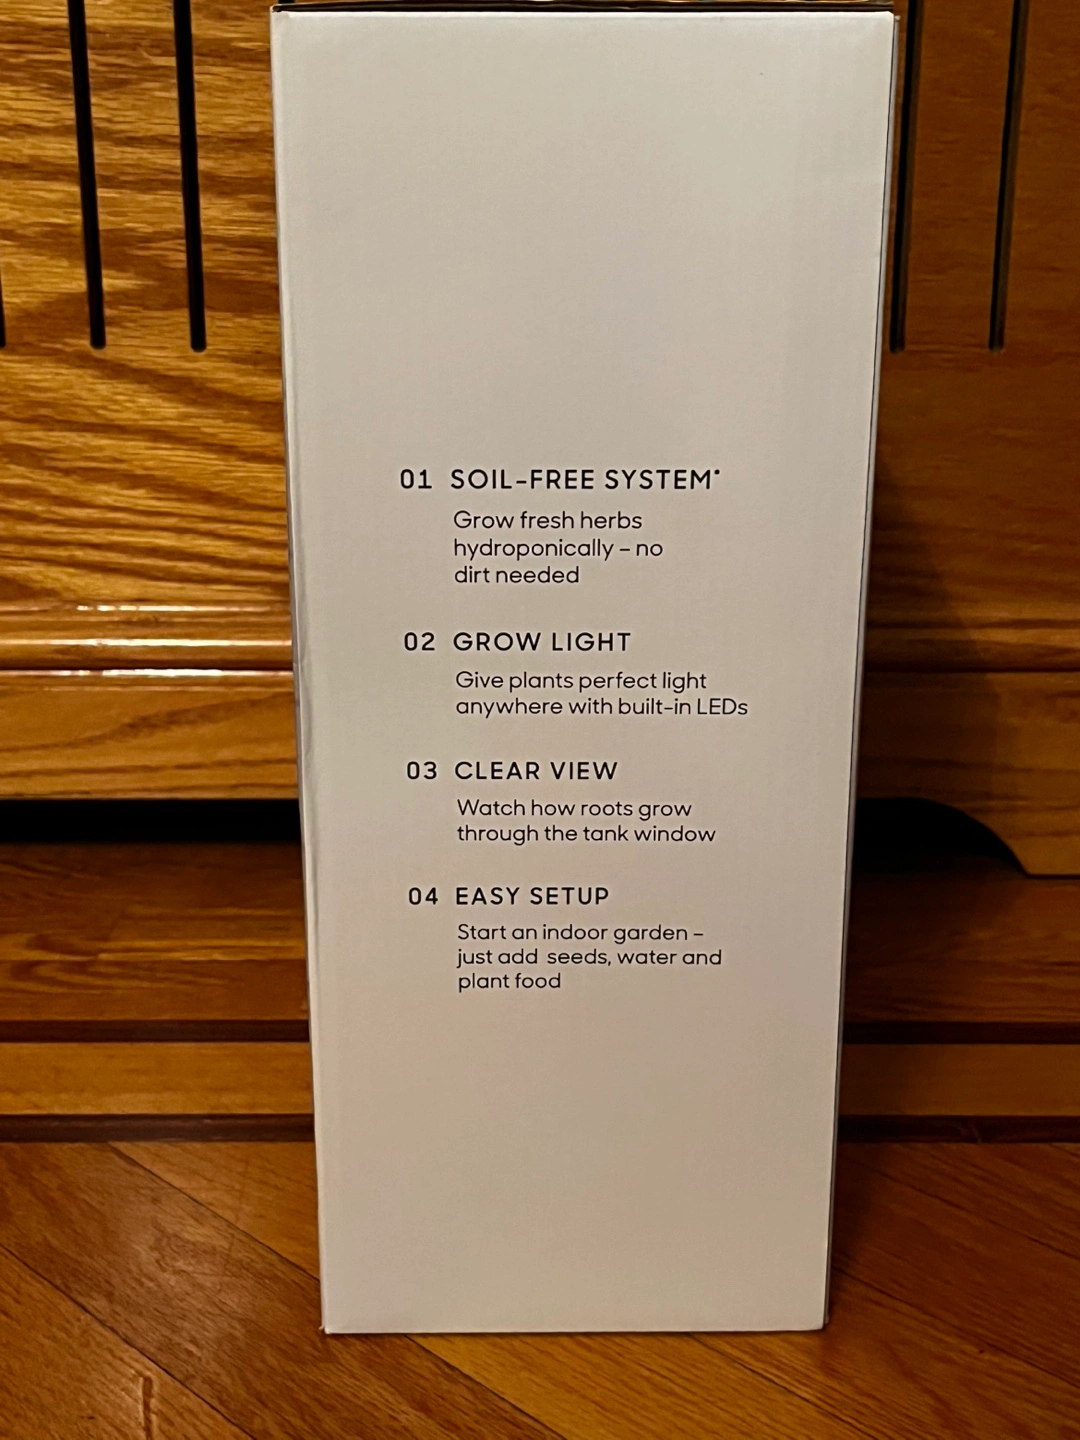 01 SOIL-FREE SYSTEM*
Grow fresh herbs
hydroponically – no
dirt needed
02 GROW LIGHT
Give plants perfect light
anywhere with built-in LEDs
03 CLEAR VIEW
Watch how roots grow
through the tank window
04 EASY SETUP
Start an indoor garden –
just add seeds, water and
plant food